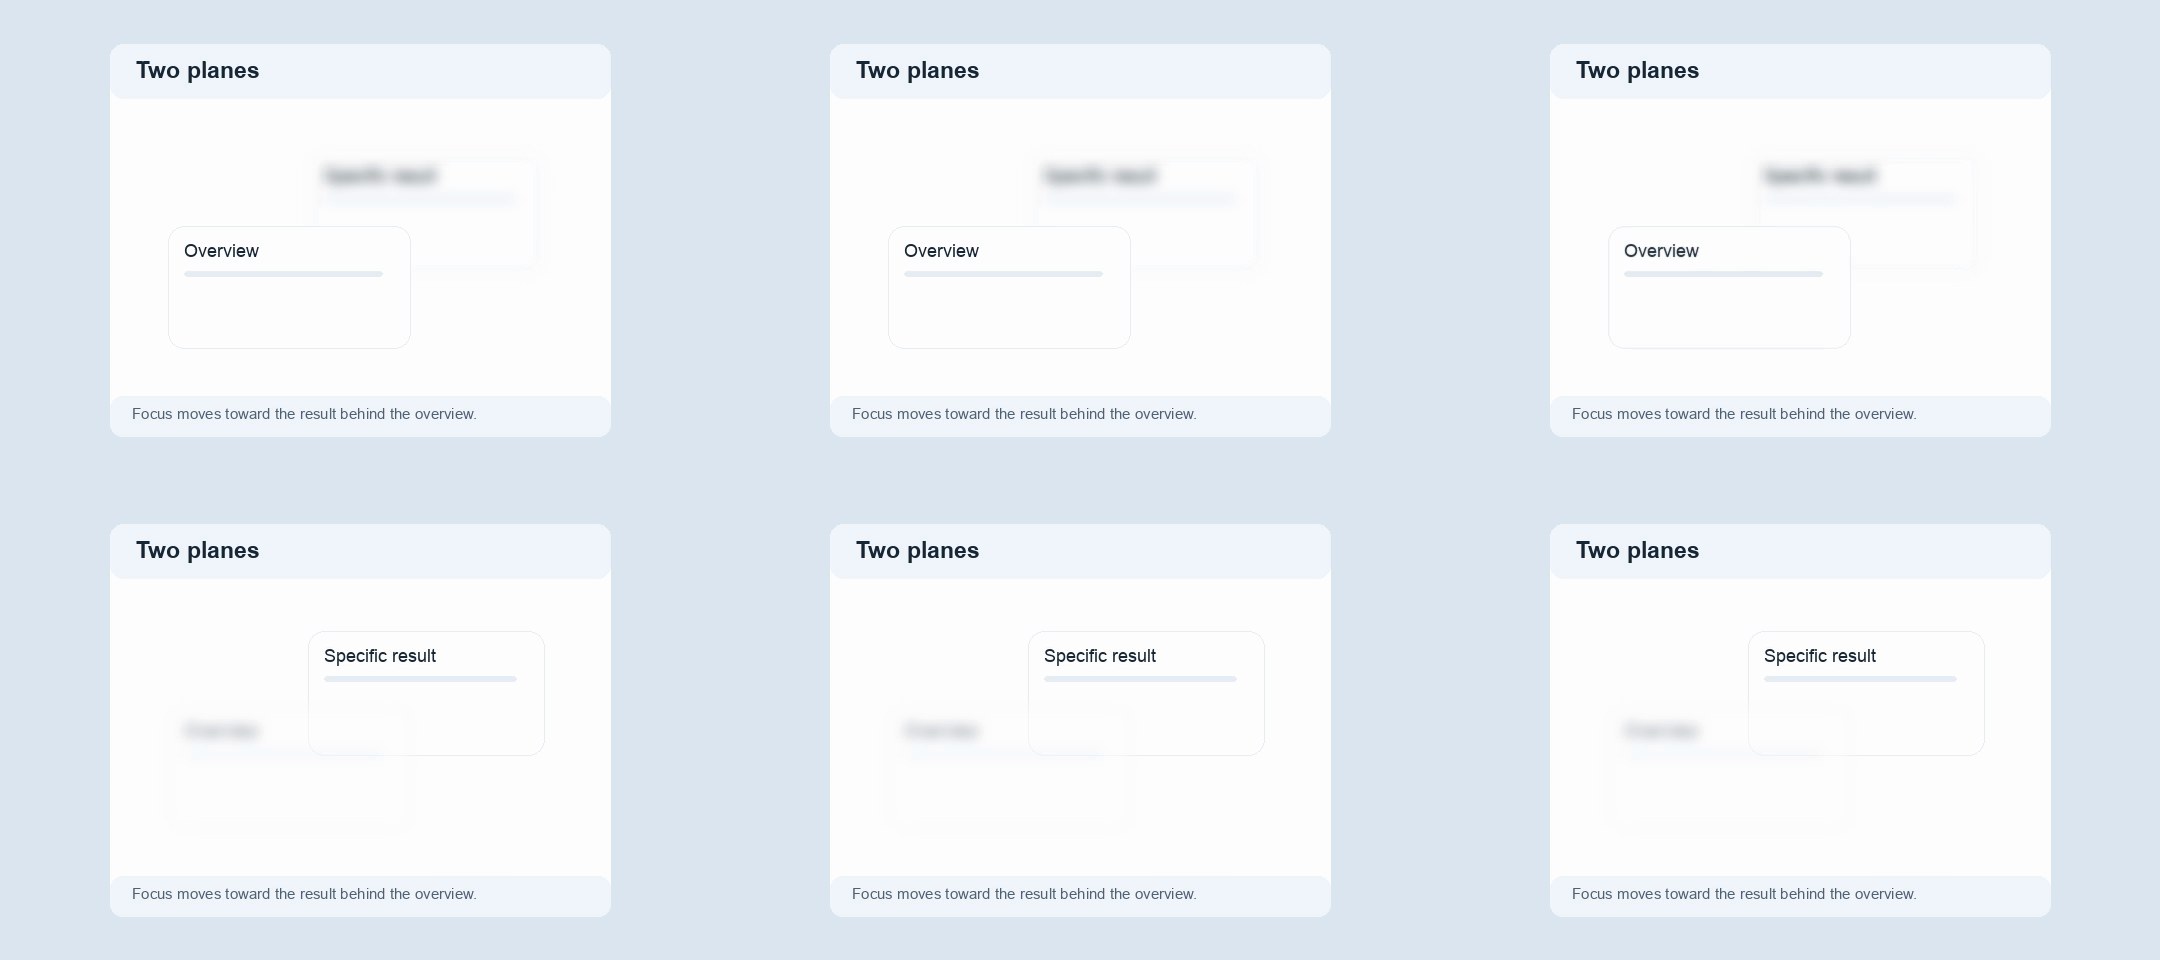 Two planes
Overview
Focus moves toward the result behind the overview.
Two planes
Overview
Focus moves toward the result behind the overview.
Two planes
Overview
Focus moves toward the result behind the overview.
Two planes
Specific result
Focus moves toward the result behind the overview.
Two planes
Specific result
Focus moves toward the result behind the overview.
Two planes
Specific result
Focus moves toward the result behind the overview.